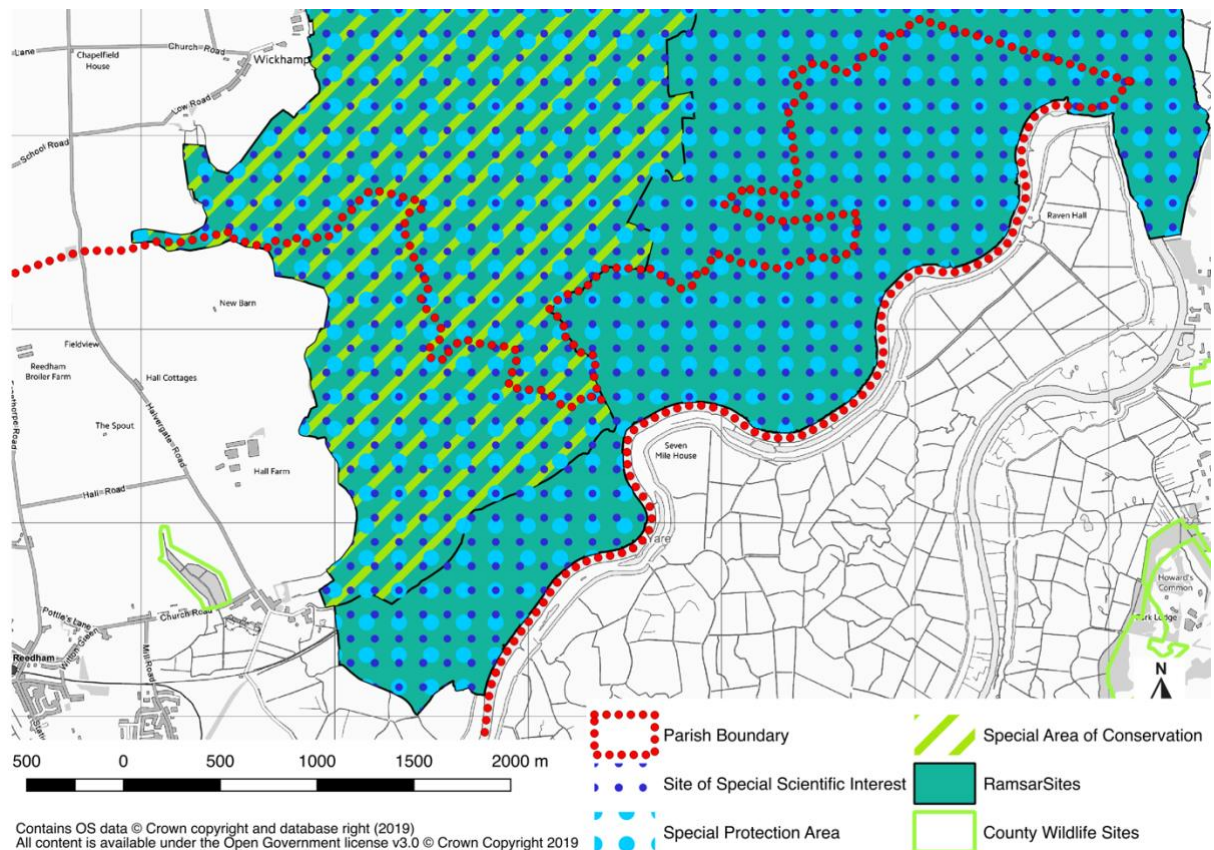 Lane
Church Road
Chapelfield
House
Wickhamp
Low Road
School Road
Raven Hall
New Barn
Fieldview
Reedham
Broiler Farm
Hall Cottages
The Spout
Halvergate Road
Hall Farm
Seven
Mile House
Hall Road
Yare
Howard's
Common
Park Lodge
Church Road
Pottle's Lane
Witton Green
Mill Road
Reedham
N
Parish Boundary
Special Area of Conservation
500 0 500 1000 1500 2000 m
Site of Special Scientific Interest
RamsarSites
Special Protection Area
County Wildlife Sites
Contains OS data © Crown copyright and database right (2019)
All content is available under the Open Government license v3.0 © Crown Copyright 2019